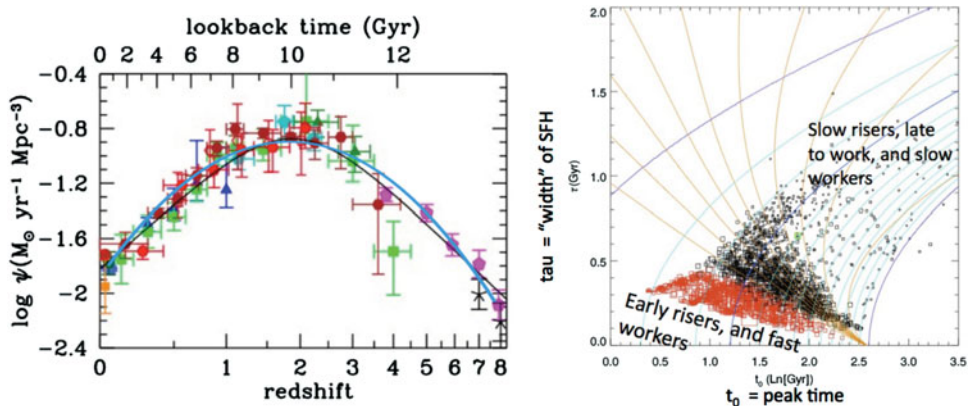 lookback time (Gyr)
0 2 4 6 8 10 12
−0.4
−0.8
−1.2
−1.6
−2
−2.4
log ψ(M⊙ yr−1 Mpc−3)
0 1 2 3 4 5 6 7 8
redshift
2.0
1.5
1.0
0.5
0.0
tau = “width” of SFH
τ(Gyr)
Slow risers, late
to work, and slow
workers
Early risers, and fast
workers
0.0 0.5 1.0 1.5 2.0 2.5 3.0 3.5
t0 (Ln[Gyr])
t0 = peak time